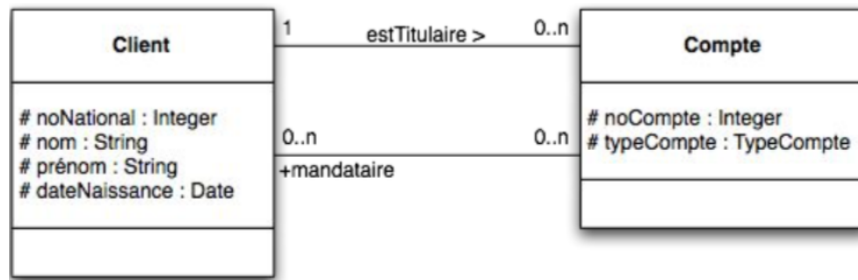 Client
# noNational : Integer
# nom : String
# prénom : String
# dateNaissance : Date
1 estTitulaire > 0..n
0..n 0..n
+mandataire
Compte
# noCompte : Integer
# typeCompte : TypeCompte